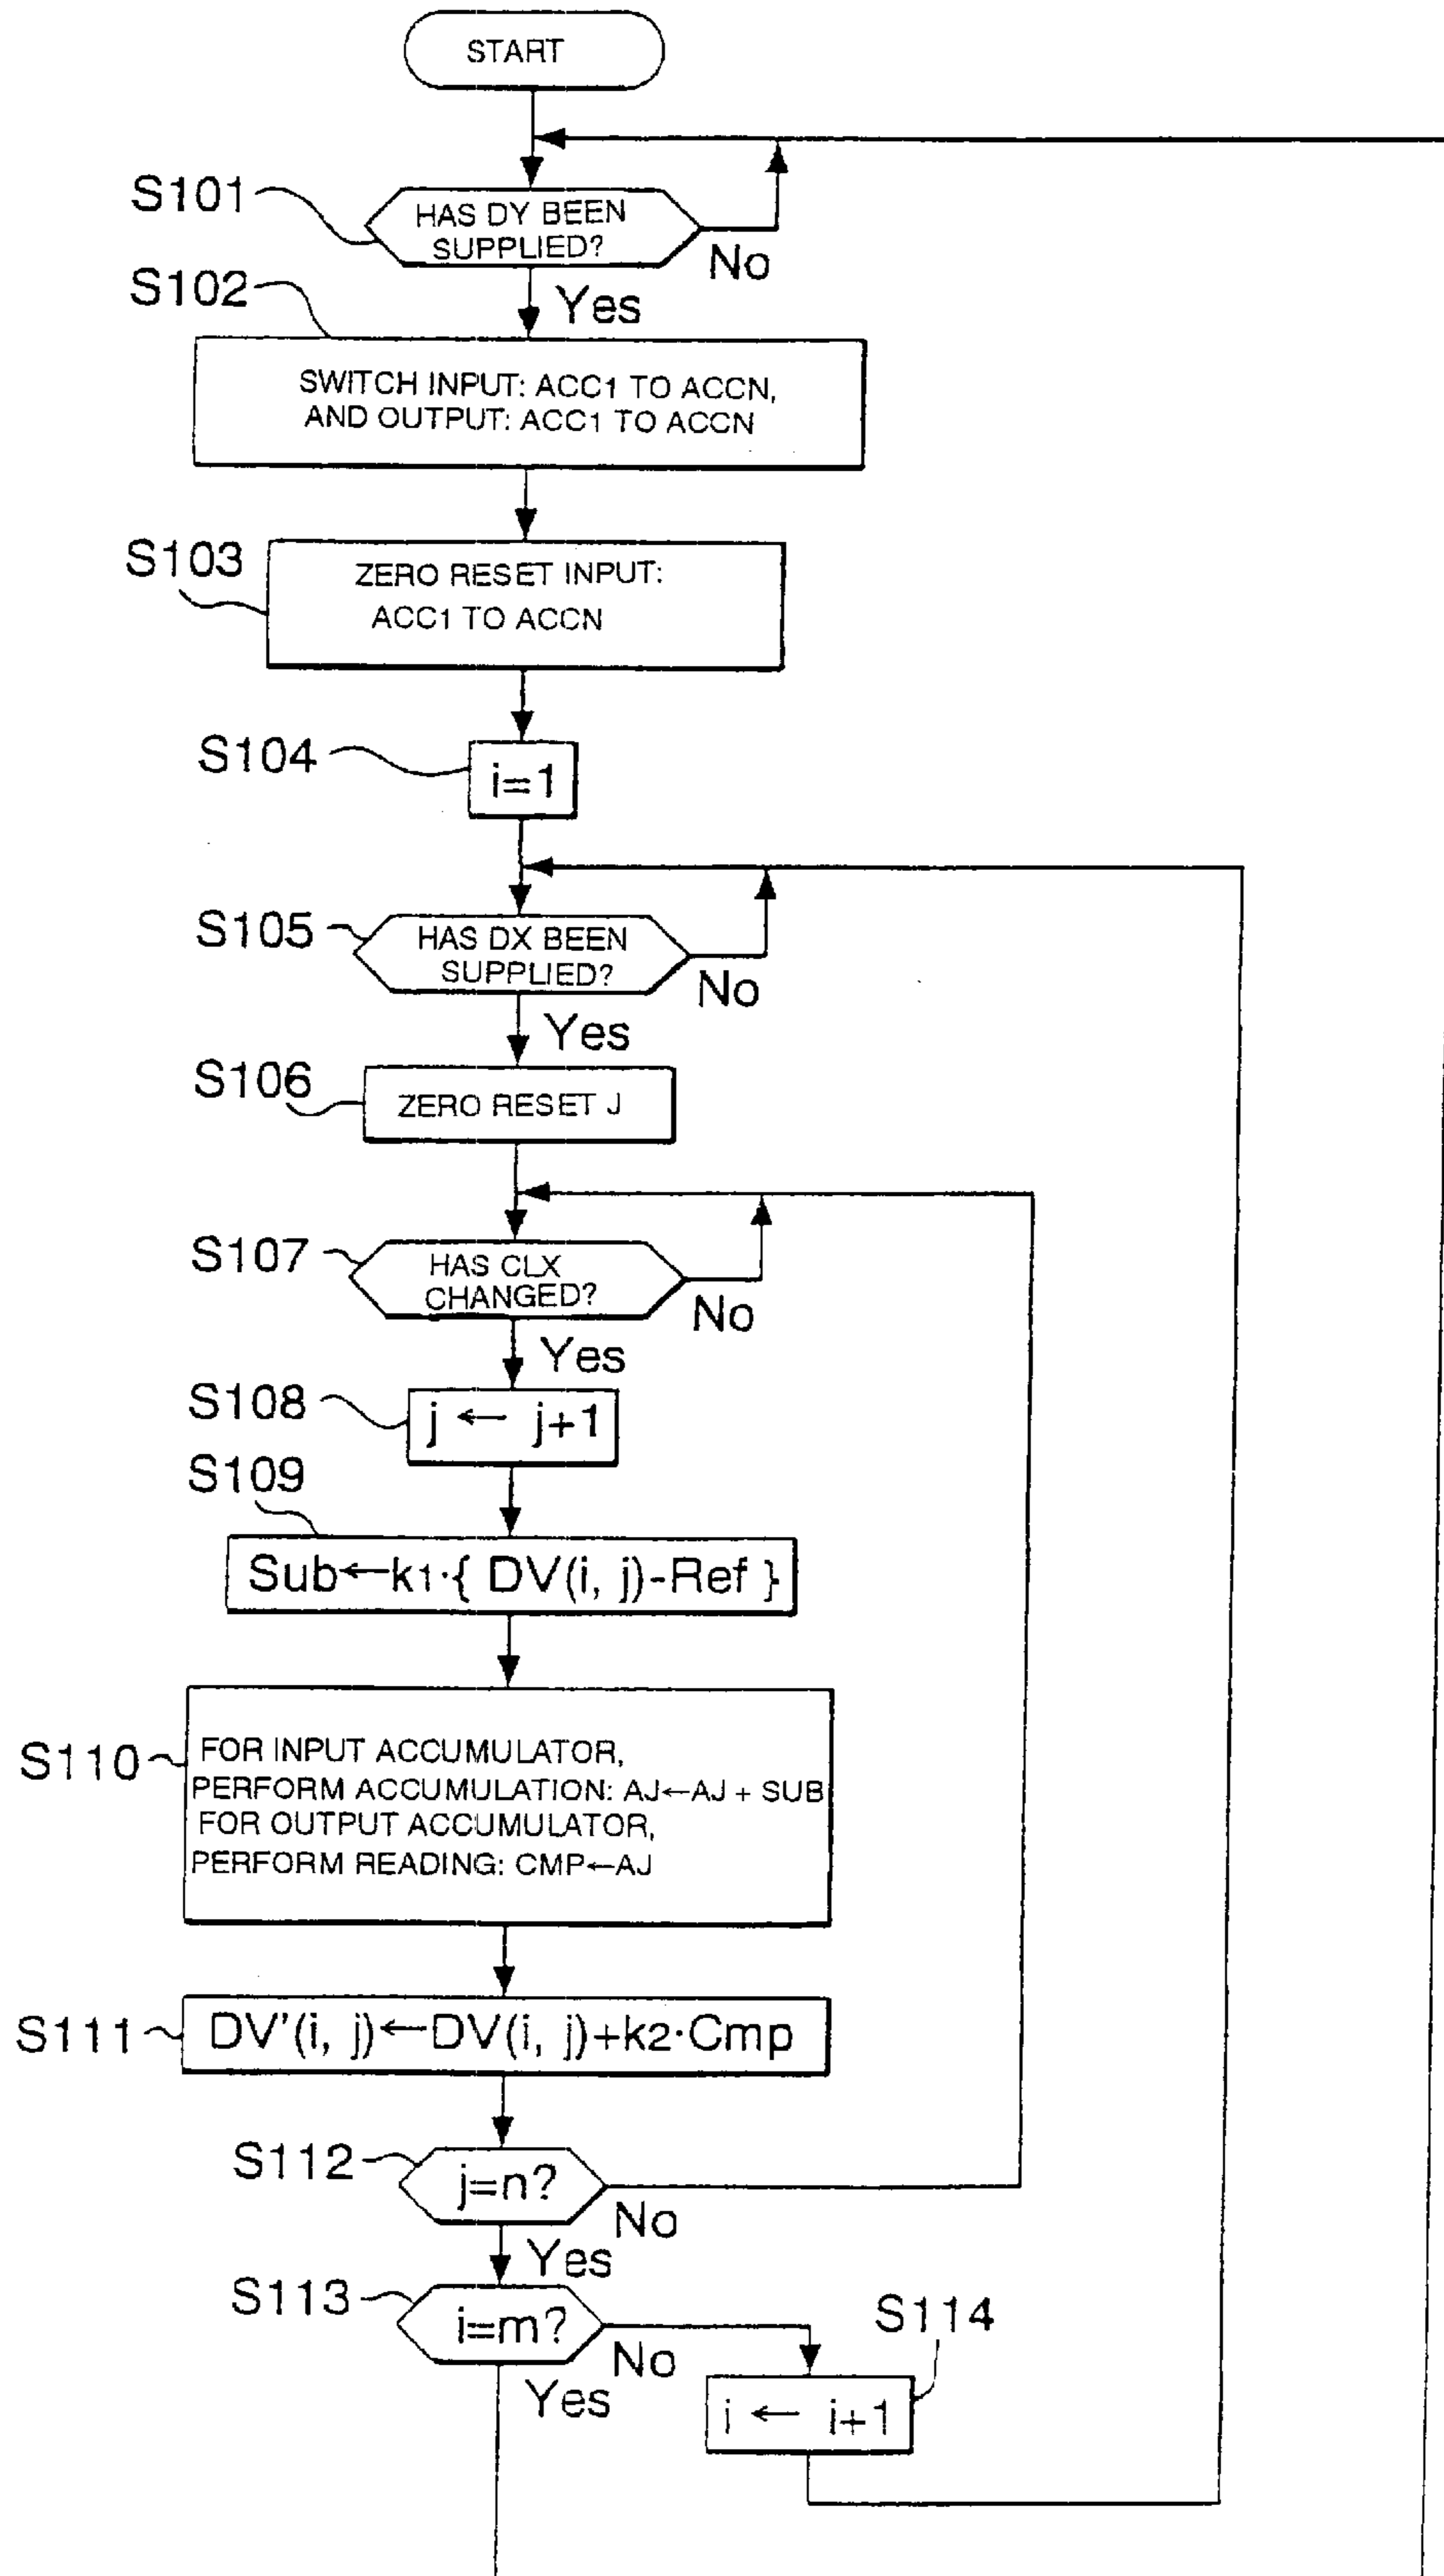 START
S101
HAS DY BEEN
SUPPLIED?
No
S102
Yes
SWITCH INPUT: ACC1 TO ACCN,
AND OUTPUT: ACC1 TO ACCN
S103
ZERO RESET INPUT:
ACC1 TO ACCN
S104
i=1
S105
HAS DX BEEN
SUPPLIED?
No
Yes
S106
ZERO RESET J
S107
HAS CLX
CHANGED?
No
Yes
S108
j ← j+1
S109
Sub←k1·{ DV(i, j)-Ref }
S110
FOR INPUT ACCUMULATOR,
PERFORM ACCUMULATION: AJ←AJ + SUB
FOR OUTPUT ACCUMULATOR,
PERFORM READING: CMP←AJ
S111
DV'(i, j)←DV(i, j)+k2·Cmp
S112
j=n?
No
Yes
S113
i=m?
No
Yes
S114
i ← i+1